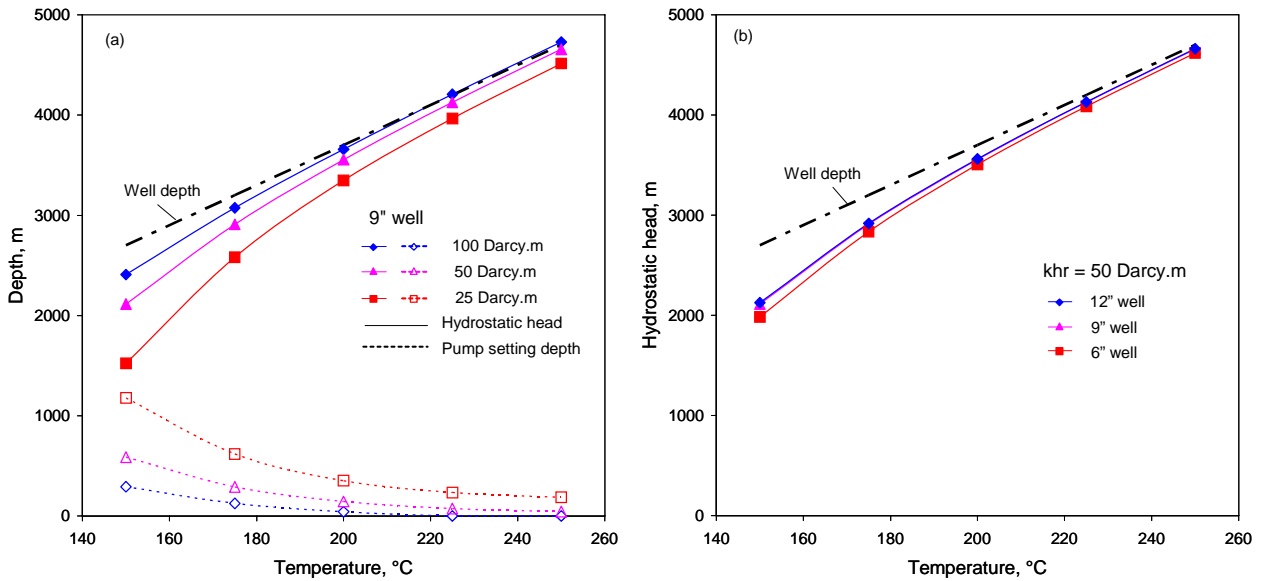 (a)
5000
4000
3000
2000
1000
0
Depth, m
Well depth
9" well
100 Darcy.m
50 Darcy.m
25 Darcy.m
Hydrostatic head
Pump setting depth
140 160 180 200 220 240 260
Temperature, °C
(b)
5000
4000
3000
2000
1000
0
Hydrostatic head, m
Well depth
khr = 50 Darcy.m
12” well
9” well
6” well
140 160 180 200 220 240 260
Temperature, °C